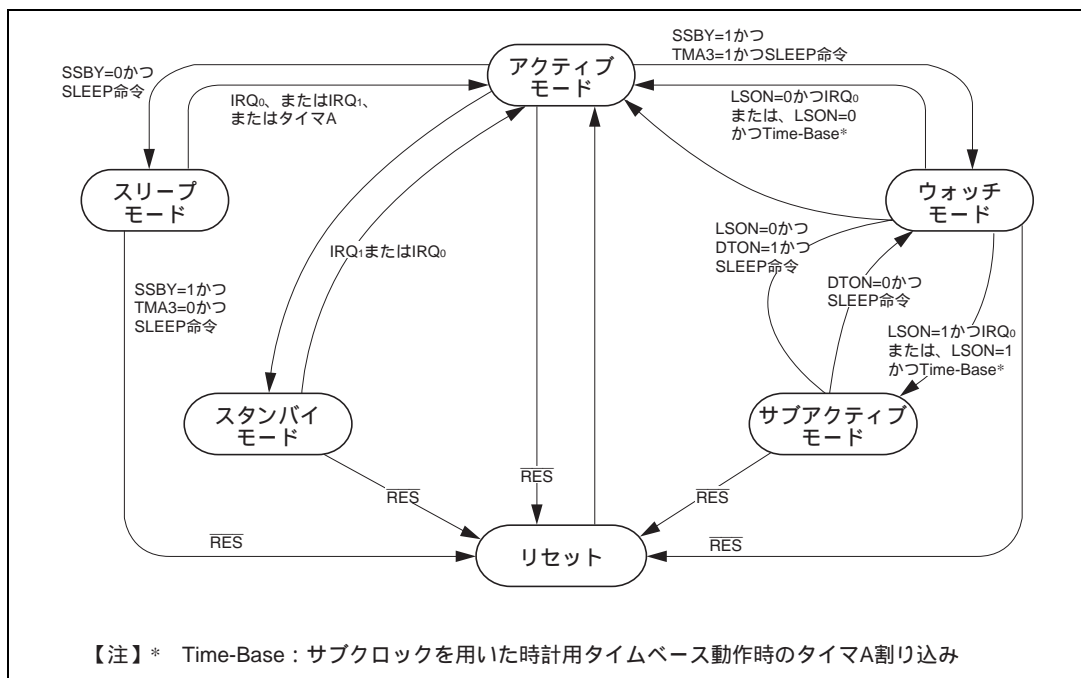 アクティブ
モード
SSBY=0かつ
SLEEP命令
IRQ₀、またはIRQ₁、
またはタイマA
SSBY=1かつ
TMA3=1かつSLEEP命令
LSON=0かつIRQ₀
または、LSON=0
かつTime-Base*
スリープ
モード
ウォッチ
モード
IRQ₁またはIRQ₀
LSON=0かつ
DTON=1かつ
SLEEP命令
DTON=0かつ
SLEEP命令
SSBY=1かつ
TMA3=0かつ
SLEEP命令
LSON=1かつIRQ₀
または、LSON=1
かつTime-Base*
スタンバイ
モード
サブアクティブ
モード
RES
RES
RES
RES
RES
リセット
【注】* Time-Base:サブクロックを用いた時計用タイムベース動作時のタイマA割り込み